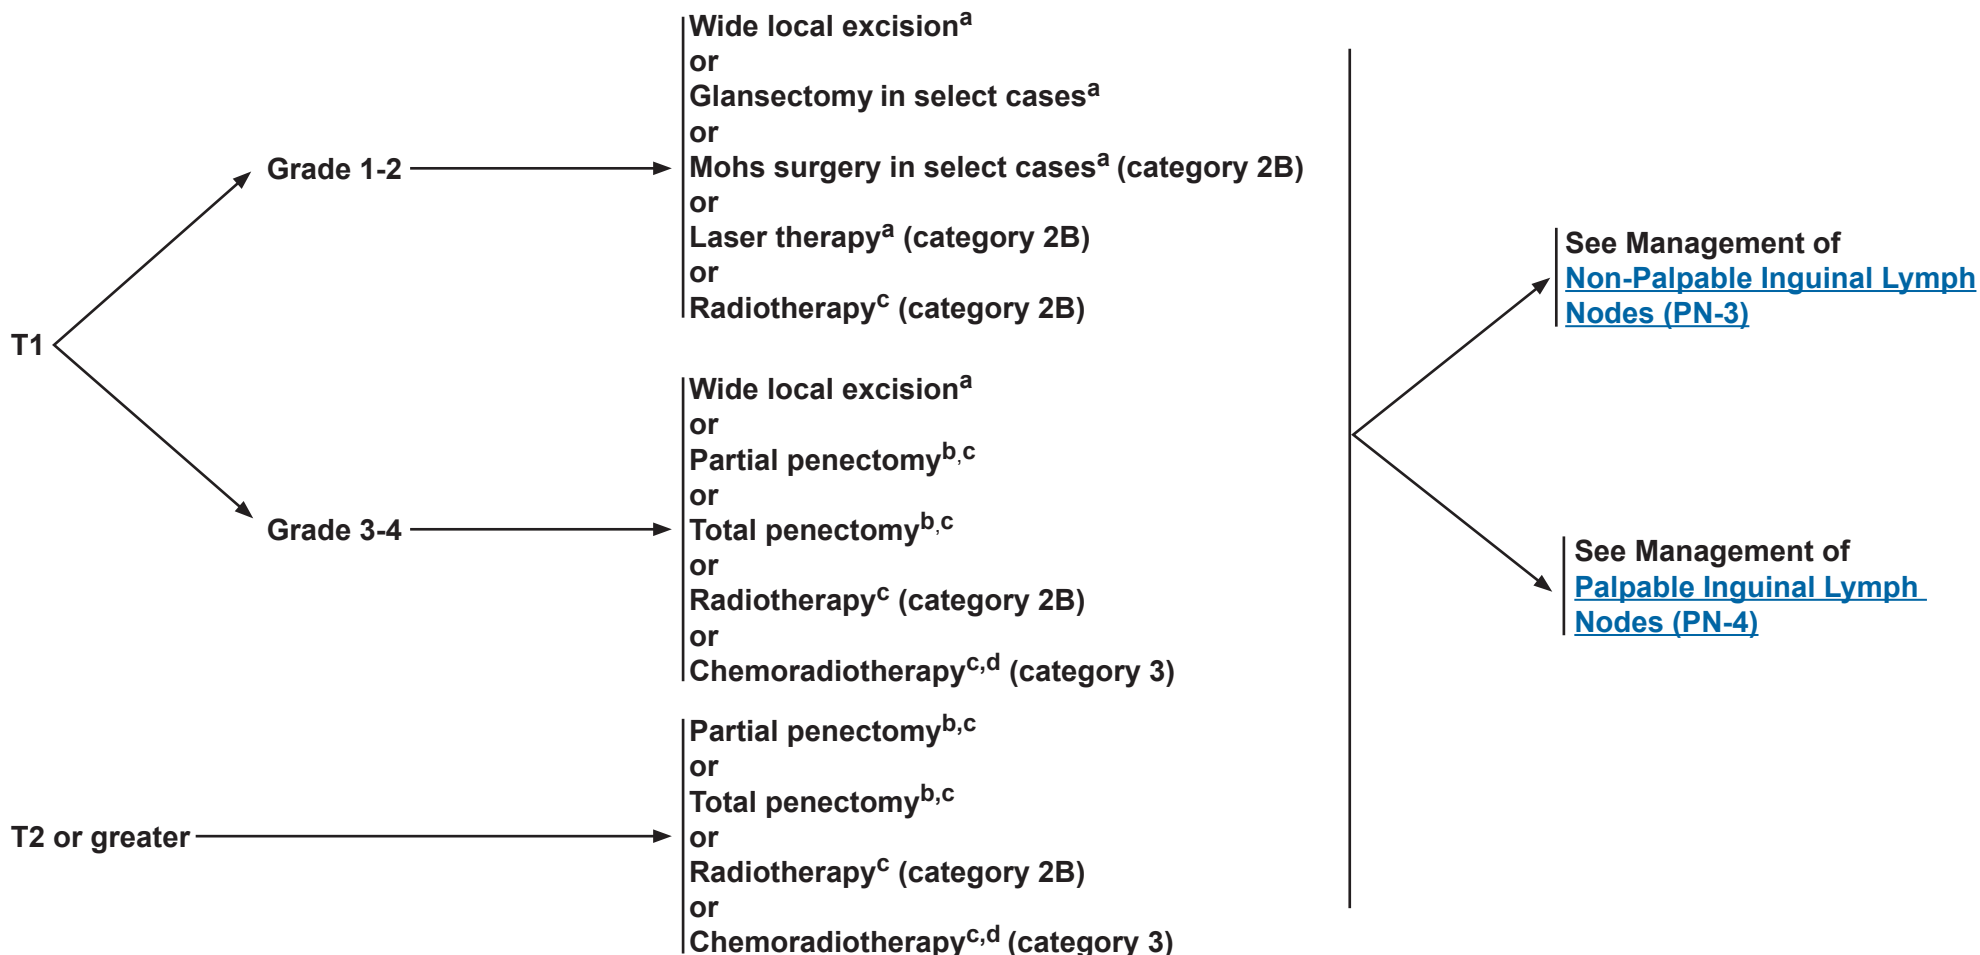 T1
Grade 1-2
Wide local excisionᵃ
or
Glansectomy in select casesᵃ
or
Mohs surgery in select casesᵃ (category 2B)
or
Laser therapyᵃ (category 2B)
or
Radiotherapyᶜ (category 2B)
Grade 3-4
Wide local excisionᵃ
or
Partial penectomyᵇ,ᶜ
or
Total penectomyᵇ,ᶜ
or
Radiotherapyᶜ (category 2B)
or
Chemoradiotherapyᶜ,ᵈ (category 3)
T2 or greater
Partial penectomyᵇ,ᶜ
or
Total penectomyᵇ,ᶜ
or
Radiotherapyᶜ (category 2B)
or
Chemoradiotherapyᶜ,ᵈ (category 3)
See Management of
Non-Palpable Inguinal Lymph
Nodes (PN-3)
See Management of
Palpable Inguinal Lymph
Nodes (PN-4)